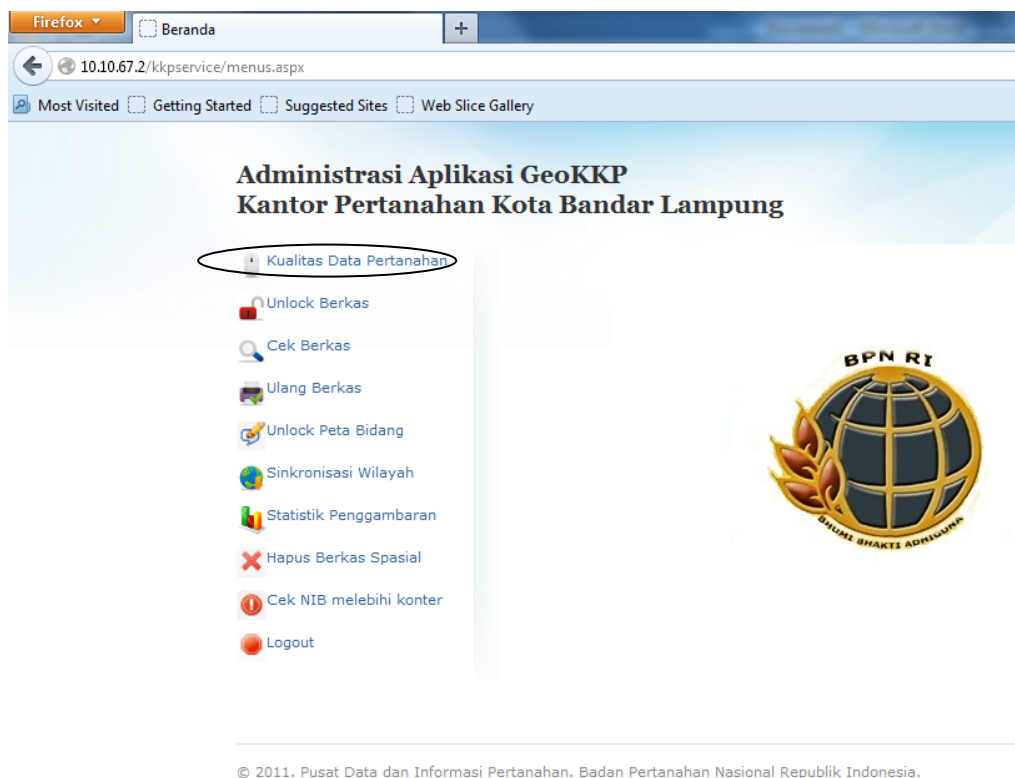 Firefox
Beranda
10.10.67.2/kkpservice/menus.aspx
Most Visited Getting Started Suggested Sites Web Slice Gallery
Administrasi Aplikasi GeoKKP
Kantor Pertanahan Kota Bandar Lampung
Kualitas Data Pertanahan
Unlock Berkas
Cek Berkas
Ulang Berkas
Unlock Peta Bidang
Sinkronisasi Wilayah
Statistik Penggambaran
Hapus Berkas Spasial
Cek NIB melebihi konter
Logout
BPN RI
BHUMI BHAKTI ADHIGUNA
© 2011. Pusat Data dan Informasi Pertanahan. Badan Pertanahan Nasional Republik Indonesia.